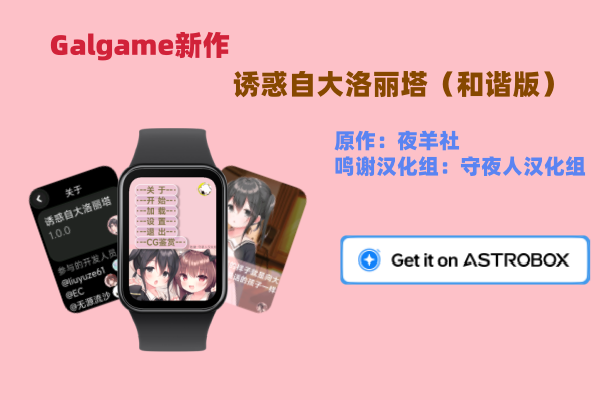 Galgame新作
诱惑自大洛丽塔（和谐版）
原作：夜羊社
鸣谢汉化组：守夜人汉化组
关于
诱惑自大洛丽塔
1.0.0
参与的开发人员
@liuyuze61
@EC
@无源流沙
关 于
开 始
加 载
设 置
退 出
CG鉴赏
Get it on ASTROBOX